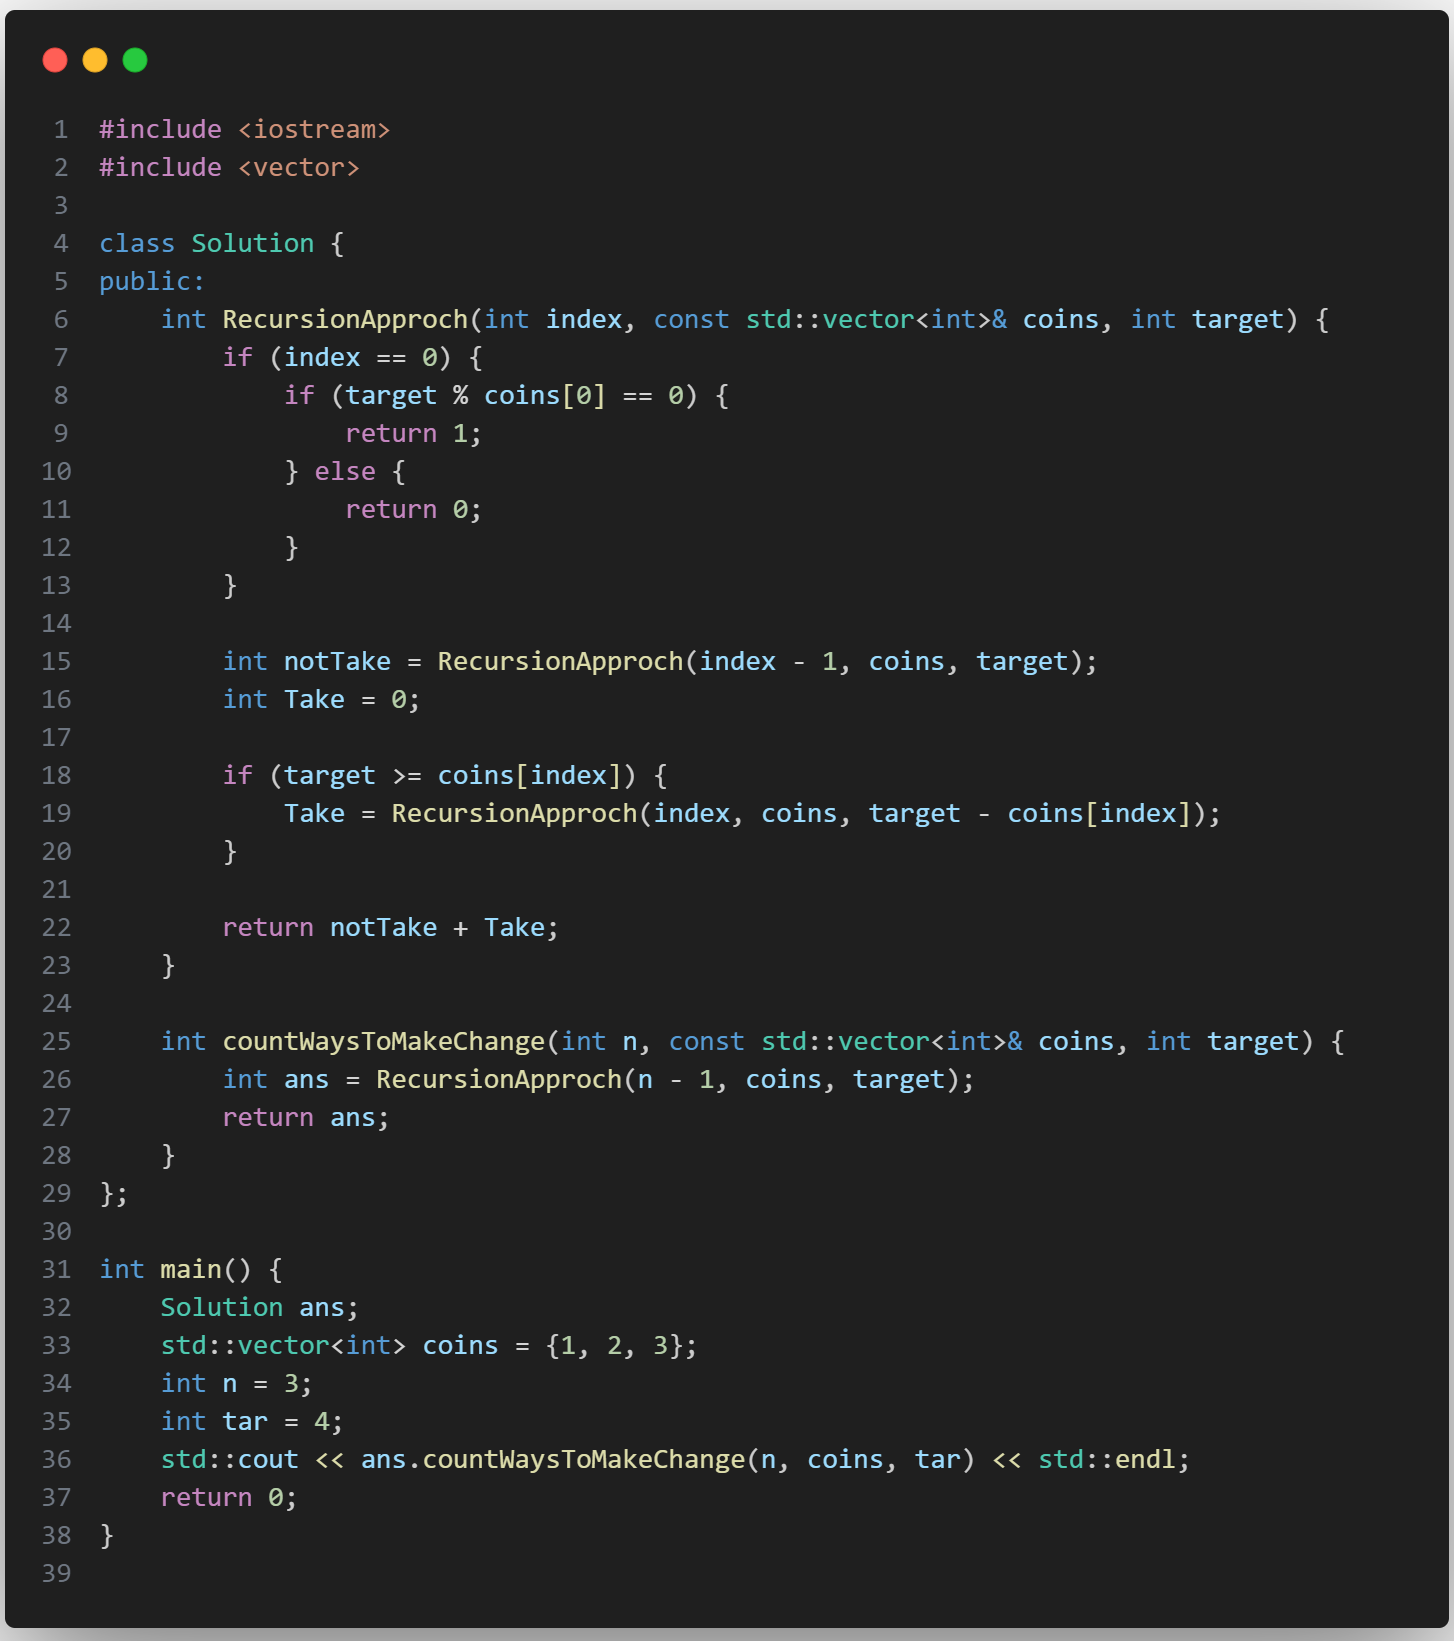 1 #include <iostream>
2 #include <vector>
3
4 class Solution {
5 public:
6     int RecursionApproch(int index, const std::vector<int>& coins, int target) {
7         if (index == 0) {
8             if (target % coins[0] == 0) {
9                 return 1;
10             } else {
11                 return 0;
12             }
13         }
14
15         int notTake = RecursionApproch(index - 1, coins, target);
16         int Take = 0;
17
18         if (target >= coins[index]) {
19             Take = RecursionApproch(index, coins, target - coins[index]);
20         }
21
22         return notTake + Take;
23     }
24
25     int countWaysToMakeChange(int n, const std::vector<int>& coins, int target) {
26         int ans = RecursionApproch(n - 1, coins, target);
27         return ans;
28     }
29 };
30
31 int main() {
32     Solution ans;
33     std::vector<int> coins = {1, 2, 3};
34     int n = 3;
35     int tar = 4;
36     std::cout << ans.countWaysToMakeChange(n, coins, tar) << std::endl;
37     return 0;
38 }
39